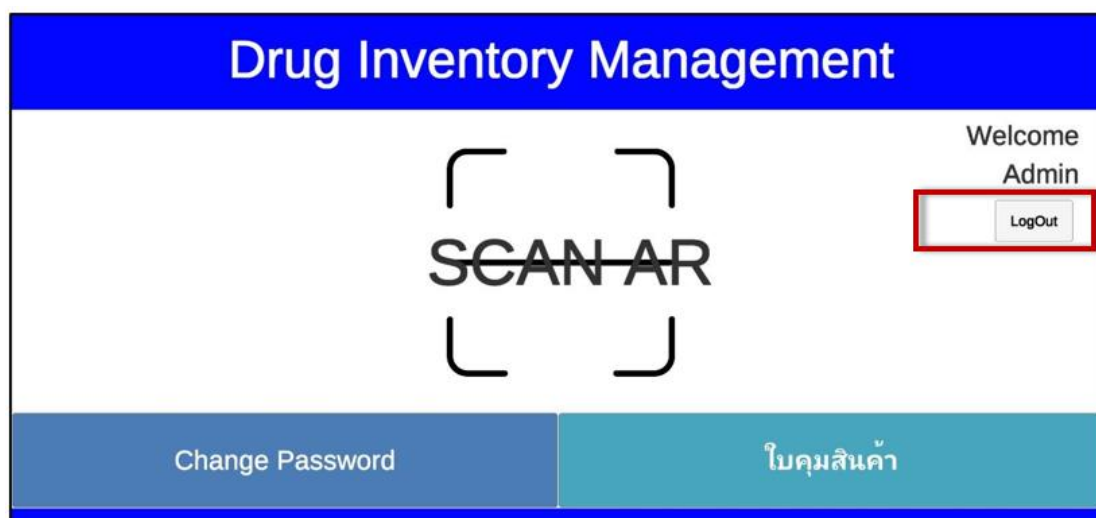 Drug Inventory Management
Welcome
Admin
LogOut
SCAN AR
Change Password
ใบคุมสินค้า